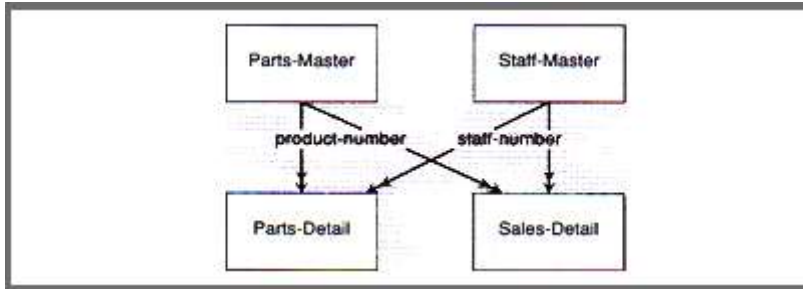 Parts-Master
Staff-Master
product-number
staff-number
Parts-Detail
Sales-Detail